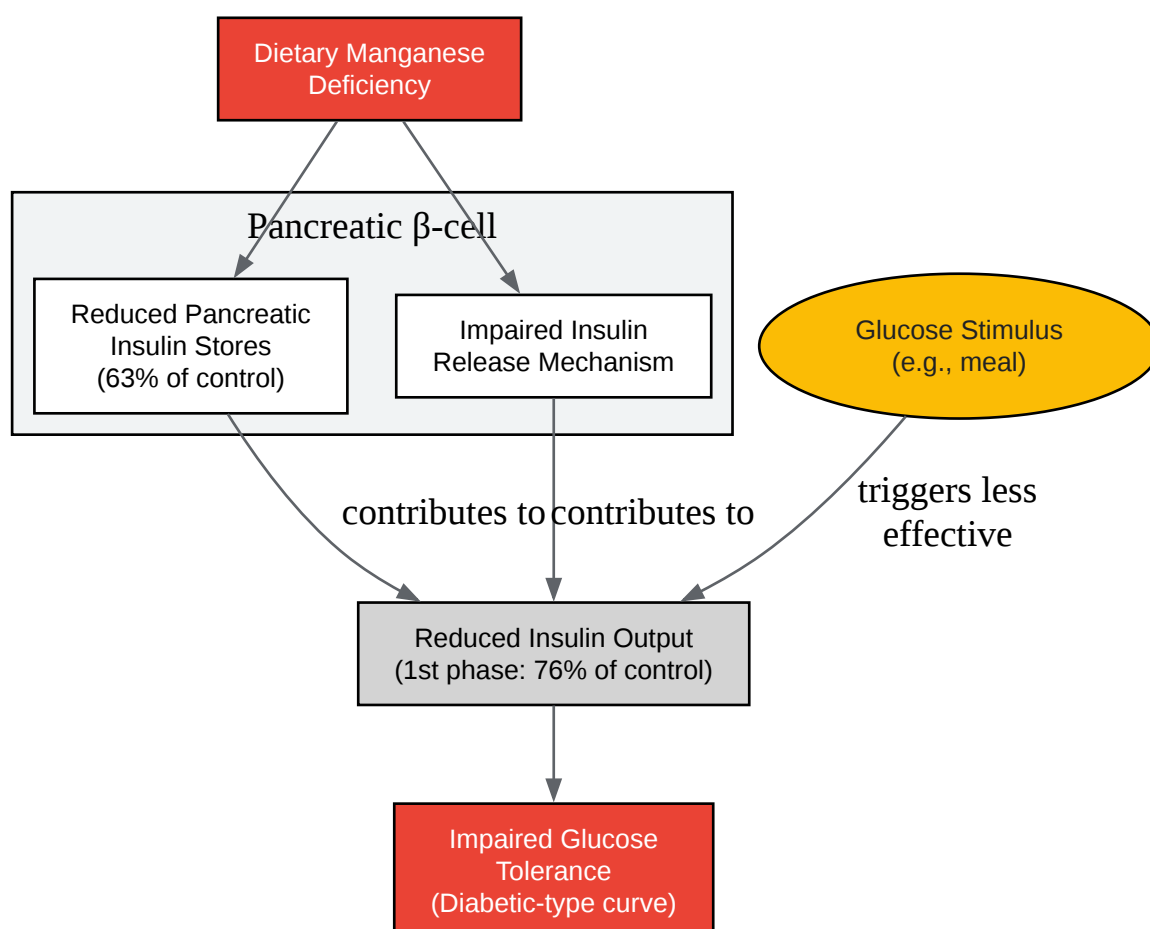 Dietary Manganese
Deficiency
Pancreatic β-cell
Reduced Pancreatic
Insulin Stores
(63% of control)
Impaired Insulin
Release Mechanism
Glucose Stimulus
(e.g., meal)
contributes to
contributes to
triggers less
effective
Reduced Insulin Output
(1st phase: 76% of control)
Impaired Glucose
Tolerance
(Diabetic-type curve)